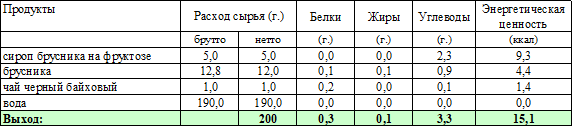 Продукты Расход сырья (г.) Белки Жиры Углеводы Энергетическая ценность
брутто нетто (г.) (г.) (г.) (ккал)
сироп брусника на фруктозе 5,0 5,0 0,0 0,0 2,3 9,3
брусника 12,8 12,0 0,1 0,1 0,9 4,4
чай черный байховый 1,0 1,0 0,2 0,0 0,1 1,4
вода 190,0 190,0 0,0 0,0 0,0 0,0
Выход: 200 0,3 0,1 3,3 15,1